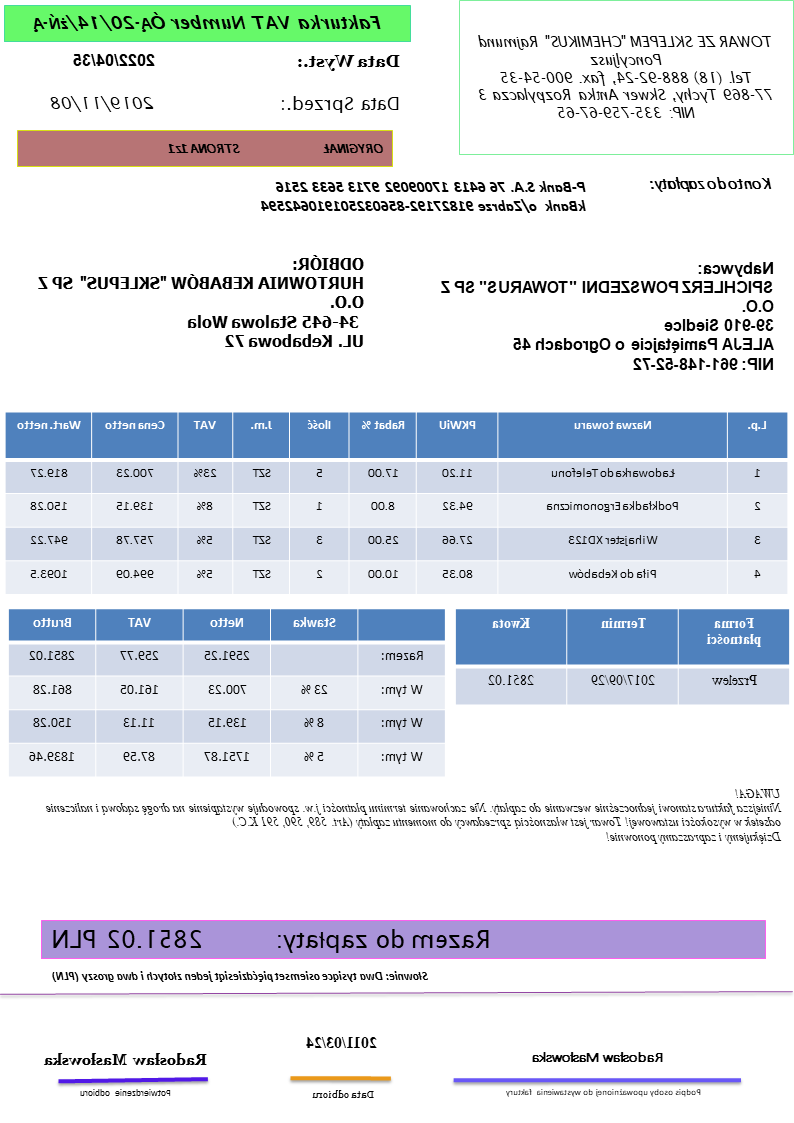 TOWAR ZE SKLEPEM "CHEMIKUS" Rajmund
Poncyljusz
Tel. (18) 888-92-24, fax. 900-54-35
77-869 Tychy, Skwer Antka Rozpylacza 3
NIP: 335-759-67-65
Fakturka VAT Number ÓĄ-20/14/żŃ-Ą
Data Wyst.: 2022/04/35
Data Sprzed.: 2019/11/08
ORYGINAŁ STRONA 1z1
Konto do zapłaty: P-Bank S.A. 76 6413 17009092 9713 5633 2516
kBank o/Zabrze 91827192-856032501910642594
Nabywca:
SPICHLERZ POWSZEDNI "TOWARUS" SP Z
O.O.
39-910 Siedlce
ALEJA Pamiętajcie o Ogrodach 45
NIP: 961-148-52-72
ODBIÓR:
HURTOWNIA KEBABÓW "SKLEPUS" SP Z
O.O.
34-645 Stalowa Wola
UL. Kebabowa 72
L.p. Nazwa towaru PKWiU Rabat % Ilość J.m. VAT Cena netto Wart. netto
1 Ładowarka do Telefonu 11.20 17.00 5 SZT 23% 700.23 819.27
2 Podkładka Ergonomiczna 94.32 8.00 1 SZT 8% 139.15 150.28
3 Wihajster XD123 27.66 25.00 3 SZT 5% 757.78 947.22
4 Piła do Kebabów 80.35 10.00 2 SZT 5% 994.09 1093.5
Forma płatności Termin Kwota
Przelew 2017/09/29 2851.02
Stawka Netto VAT Brutto
Razem: 2591.25 259.77 2851.02
W tym: 23 % 700.23 161.05 861.28
W tym: 8 % 139.15 11.13 150.28
W tym: 5 % 1751.87 87.59 1839.46
UWAGA!
Niniejsza faktura stanowi jednocześnie wezwanie do zapłaty. Nie zachowanie terminu płatności j.w. spowoduje wystąpienie na drogę sądową i naliczenie
odsetek w wysokości ustawowej! Towar jest własnością sprzedawcy do momentu zapłaty (Art. 589, 590, 591 K.C.)
Dziękujemy i zapraszamy ponownie!
Razem do zapłaty: 2851.02 PLN
Słownie: Dwa tysiące osiemset pięćdziesiąt jeden złotych i dwa groszy (PLN)
Radosław Masłowska
Podpis osoby upoważnionej do wystawienia faktury
2011/03/24
Data odbioru
Radosław Masłowska
Potwierdzenie odbioru